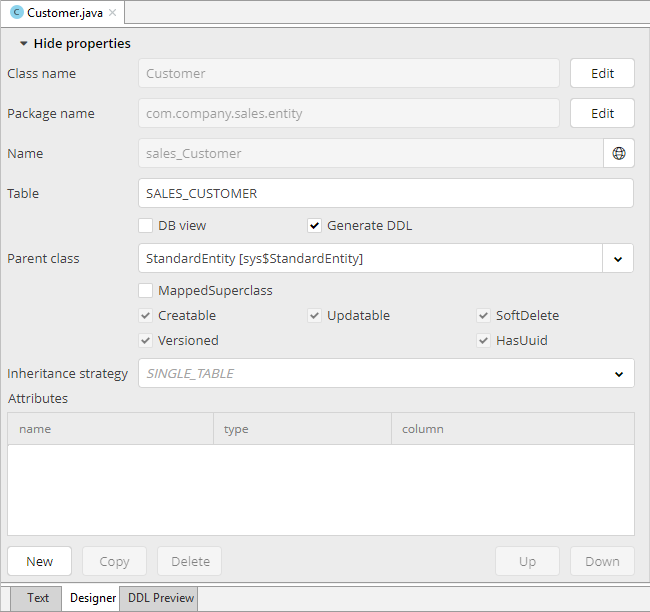 C Customer.java
Hide properties
Class name Customer Edit
Package name com.company.sales.entity Edit
Name sales_Customer
Table SALES_CUSTOMER
DB view Generate DDL
Parent class StandardEntity [sys$StandardEntity]
MappedSuperclass
Creatable Updatable SoftDelete
Versioned HasUuid
Inheritance strategy SINGLE_TABLE
Attributes
name type column
New Copy Delete Up Down
Text Designer DDL Preview